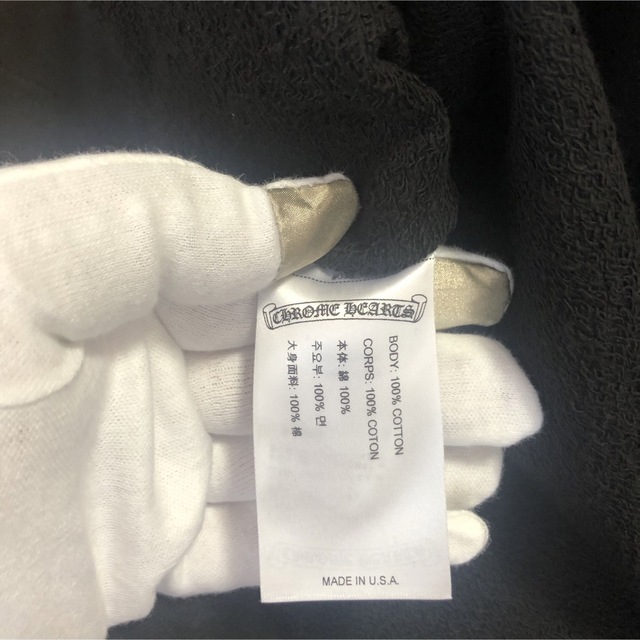 CHROME HEARTS
BODY: 100% COTTON
CORPS: 100% COTON
本体: 綿 100%
주요부: 100% 면
大身面料: 100% 棉
MADE IN U.S.A.